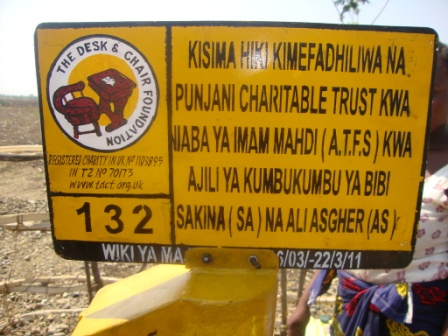 THE DESK & CHAIR FOUNDATION
REGISTERED CHARITY IN UK Nº 1103895
IN TZ Nº 70173
www.tdcf.org.uk
132
KISIMA HIKI KIMEFADHILIWA NA
PUNJANI CHARITABLE TRUST KWA
NIABA YA IMAM MAHDI (A.T.F.S) KWA
AJILI YA KUMBUKUMBU YA BIBI
SAKINA (SA) NA ALI ASGHER (AS)
WIKI YA MA 6/03/-22/3/11